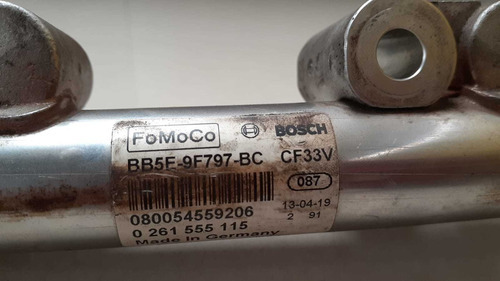 FoMoCo BOSCH
BB5E-9F797-BC CF33V
087
080054559206 13-04-19
0 261 555 115 2 91
Made In Germany